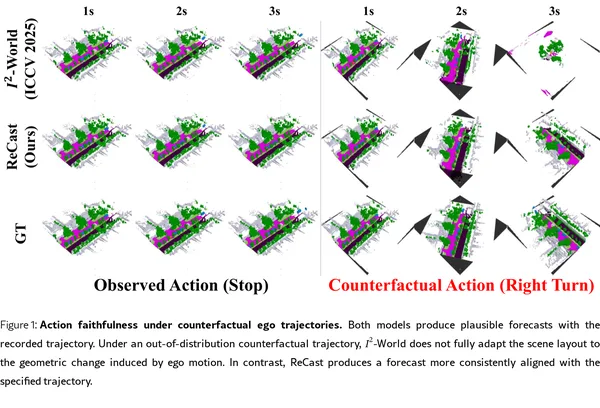 1s 2s 3s 1s 2s 3s
I²-World
(ICCV 2025)
ReCast
(Ours)
GT
Observed Action (Stop) Counterfactual Action (Right Turn)
Figure 1: Action faithfulness under counterfactual ego trajectories. Both models produce plausible forecasts with the
recorded trajectory. Under an out-of-distribution counterfactual trajectory, I²-World does not fully adapt the scene layout to
the geometric change induced by ego motion. In contrast, ReCast produces a forecast more consistently aligned with the
specified trajectory.